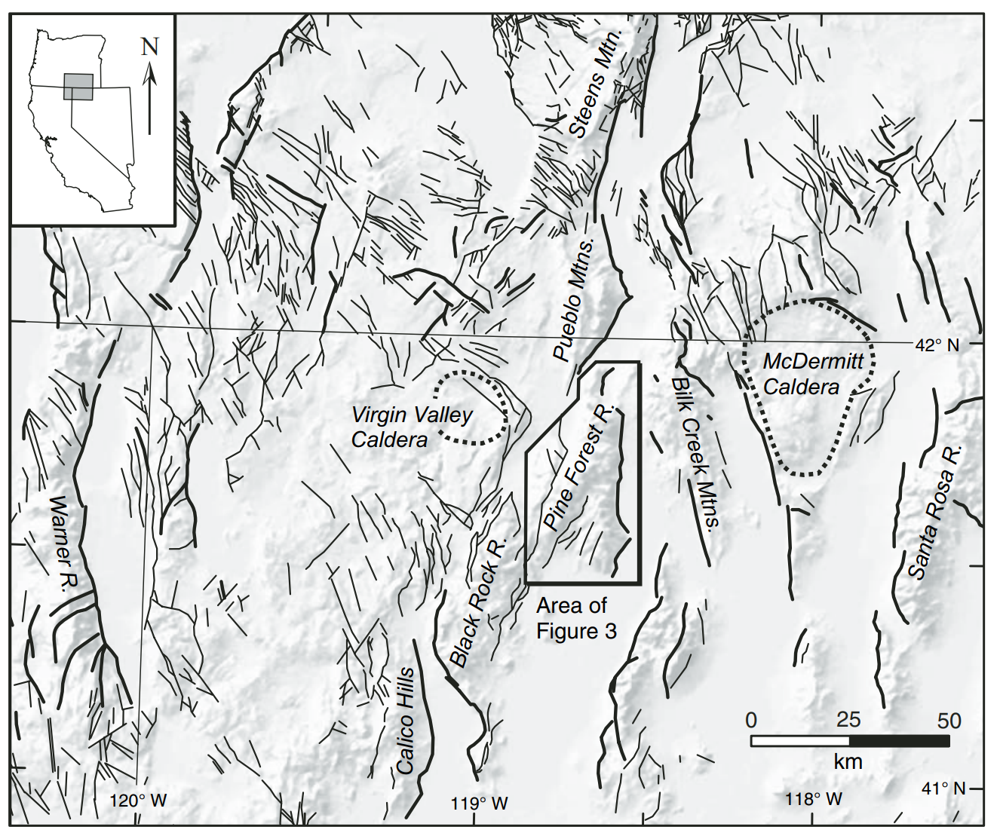 N
Steens Mtn.
Pueblo Mtns.
42° N
McDermitt
Caldera
Virgin Valley
Caldera
Bilk Creek Mtns.
Pine Forest R.
Santa Rosa R.
Warner R.
Black Rock R.
Area of
Figure 3
Calico Hills
0 25 50
km
120° W
119° W
118° W
41° N